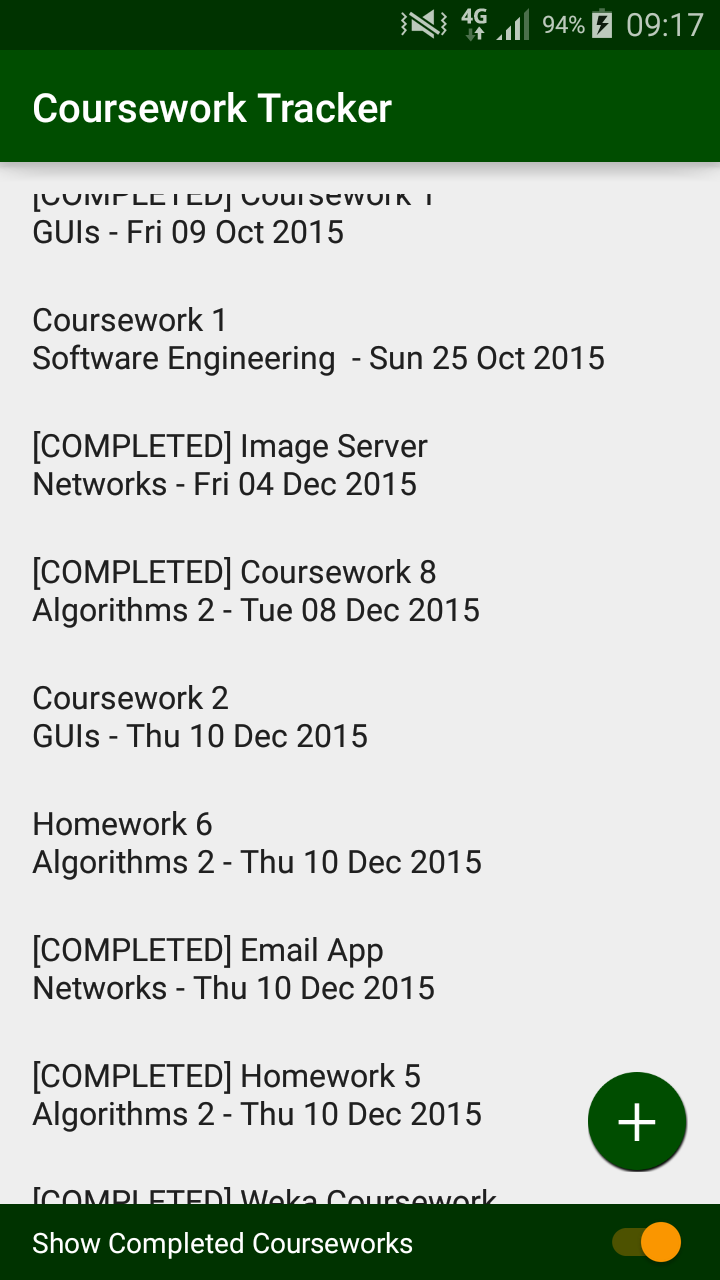 4G 94% 09:17
Coursework Tracker
[COMPLETED] Coursework 1
GUIs - Fri 09 Oct 2015
Coursework 1
Software Engineering  - Sun 25 Oct 2015
[COMPLETED] Image Server
Networks - Fri 04 Dec 2015
[COMPLETED] Coursework 8
Algorithms 2 - Tue 08 Dec 2015
Coursework 2
GUIs - Thu 10 Dec 2015
Homework 6
Algorithms 2 - Thu 10 Dec 2015
[COMPLETED] Email App
Networks - Thu 10 Dec 2015
[COMPLETED] Homework 5
Algorithms 2 - Thu 10 Dec 2015
[COMPLETED] Weka Coursework
Show Completed Courseworks